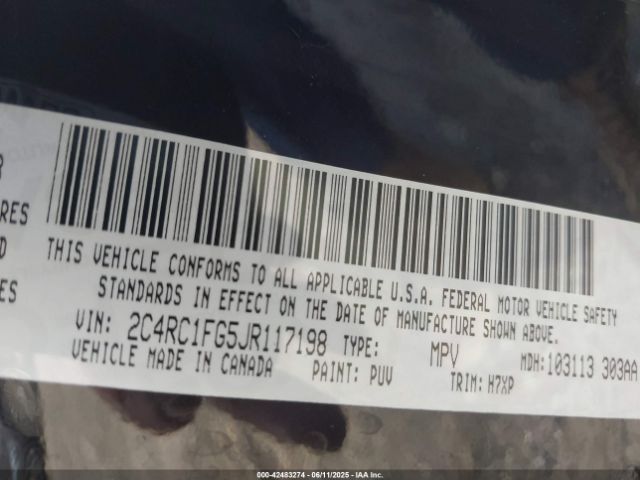 RES
THIS VEHICLE CONFORMS TO ALL APPLICABLE U.S.A. FEDERAL MOTOR VEHICLE SAFETY
STANDARDS IN EFFECT ON THE DATE OF MANUFACTURE SHOWN ABOVE.
ES
VIN: 2C4RC1FG5JR117198 TYPE: MPV MDH:103113 303AA
VEHICLE MADE IN CANADA PAINT: PUV TRIM: H7XP
000-42483274 - 06/11/2025 - IAA Inc.